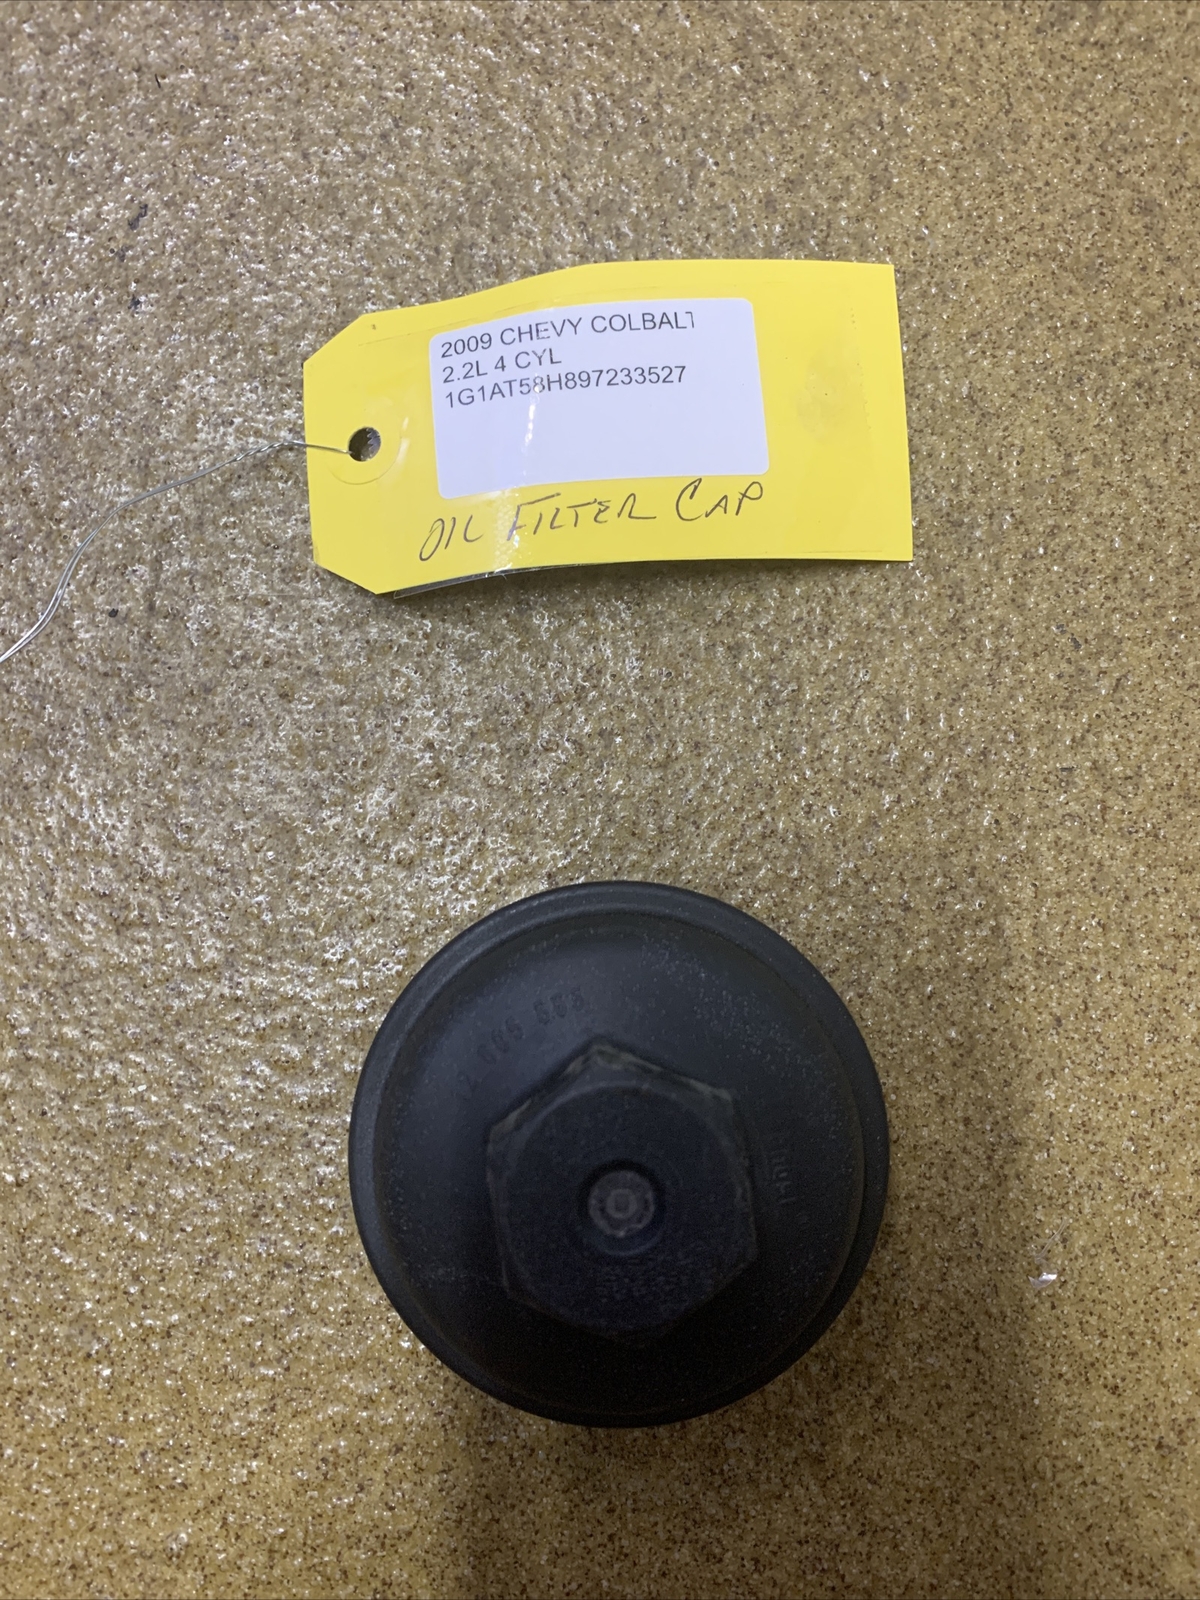 2009 CHEVY COLBALT
2.2L 4 CYL
1G1AT58H897233527
OIL FILTER CAP